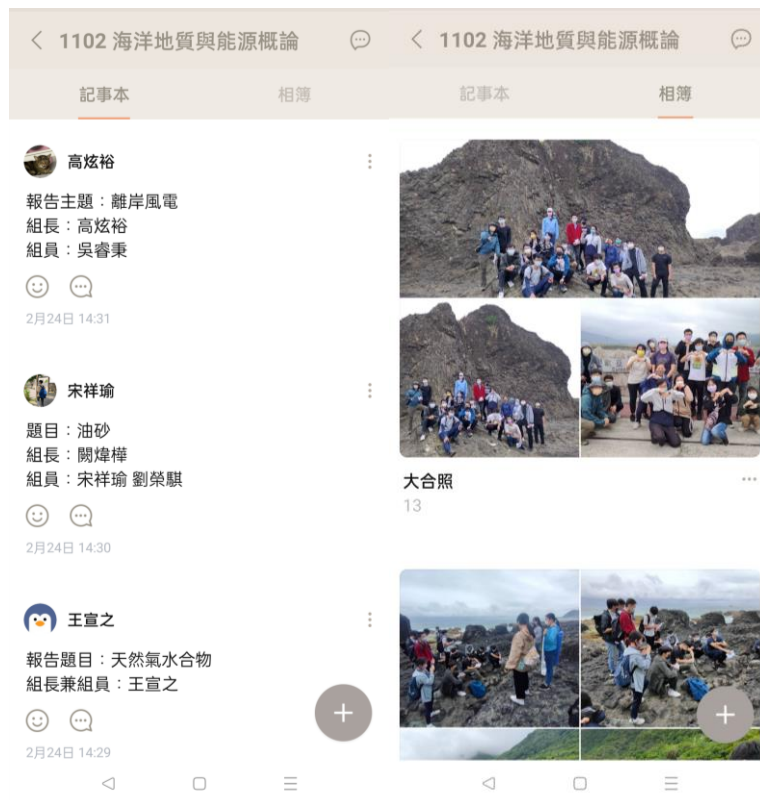 1102 海洋地質與能源概論
記事本
相簿
高炫裕
報告主題：離岸風電
組長：高炫裕
組員：吳睿秉
2月24日 14:31
宋祥瑜
題目：油砂
組長：闕煒樺
組員：宋祥瑜 劉榮騏
2月24日 14:30
王宣之
報告題目：天然氣水合物
組長兼組員：王宣之
2月24日 14:29
1102 海洋地質與能源概論
記事本
相簿
大合照
13